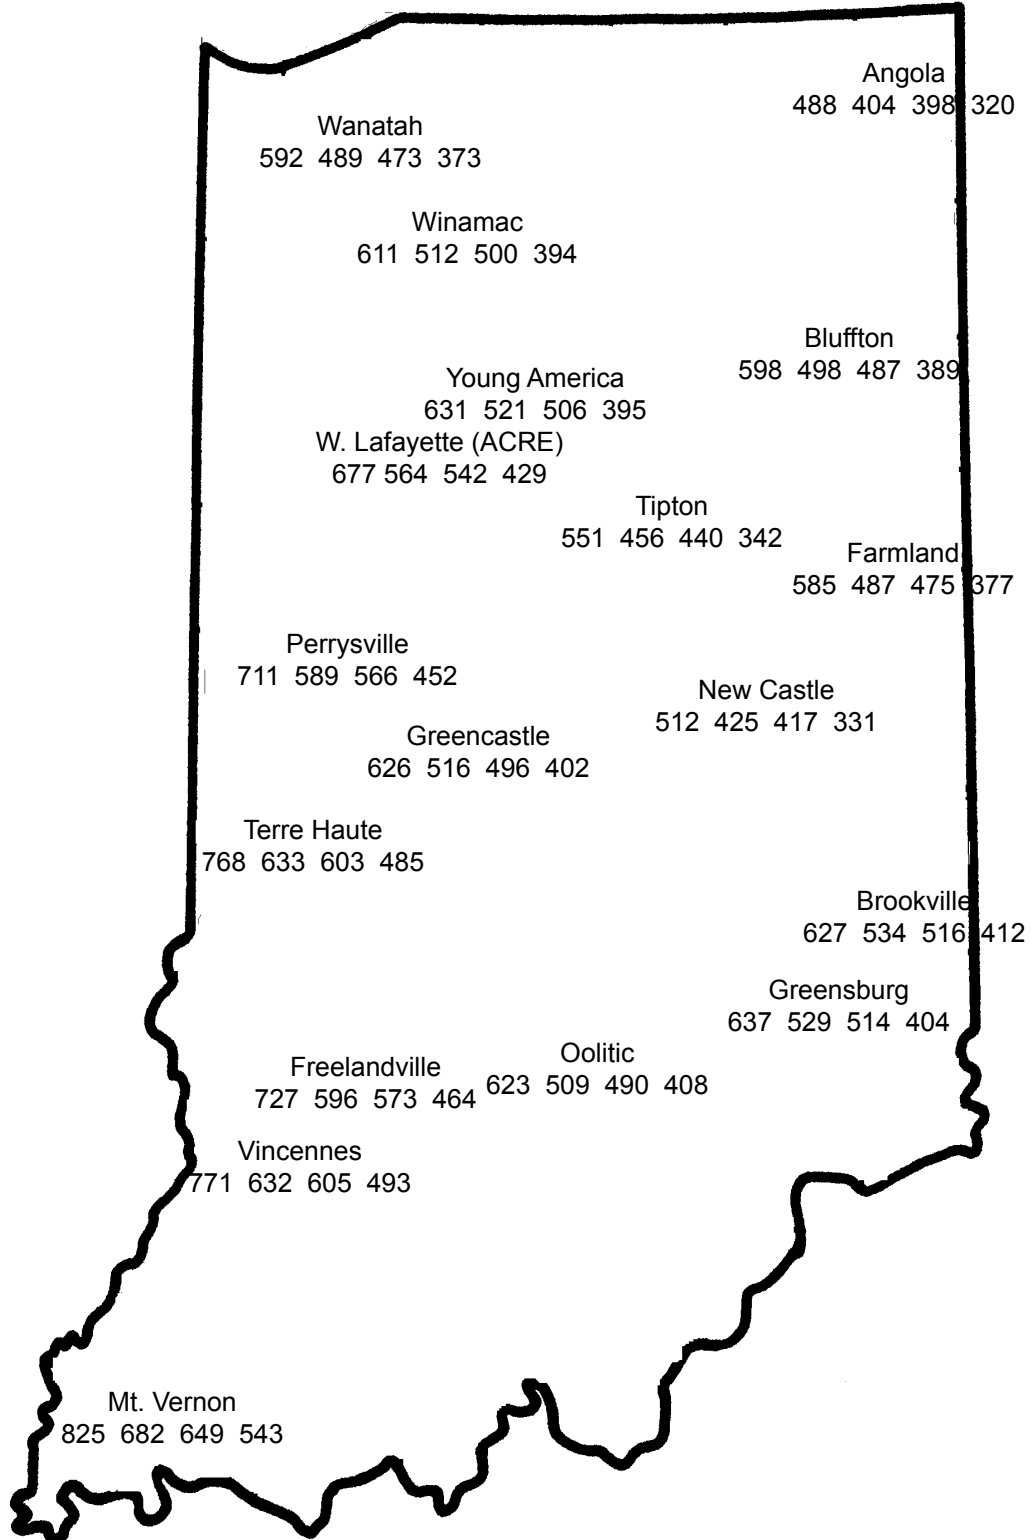 Angola
488 404 398 320
Wanatah
592 489 473 373
Winamac
611 512 500 394
Bluffton
598 498 487 389
Young America
631 521 506 395
W. Lafayette (ACRE)
677 564 542 429
Tipton
551 456 440 342
Farmland
585 487 475 377
Perrysville
711 589 566 452
New Castle
512 425 417 331
Greencastle
626 516 496 402
Terre Haute
768 633 603 485
Brookville
627 534 516 412
Greensburg
637 529 514 404
Oolitic
623 509 490 408
Freelandville
727 596 573 464
Vincennes
771 632 605 493
Mt. Vernon
825 682 649 543